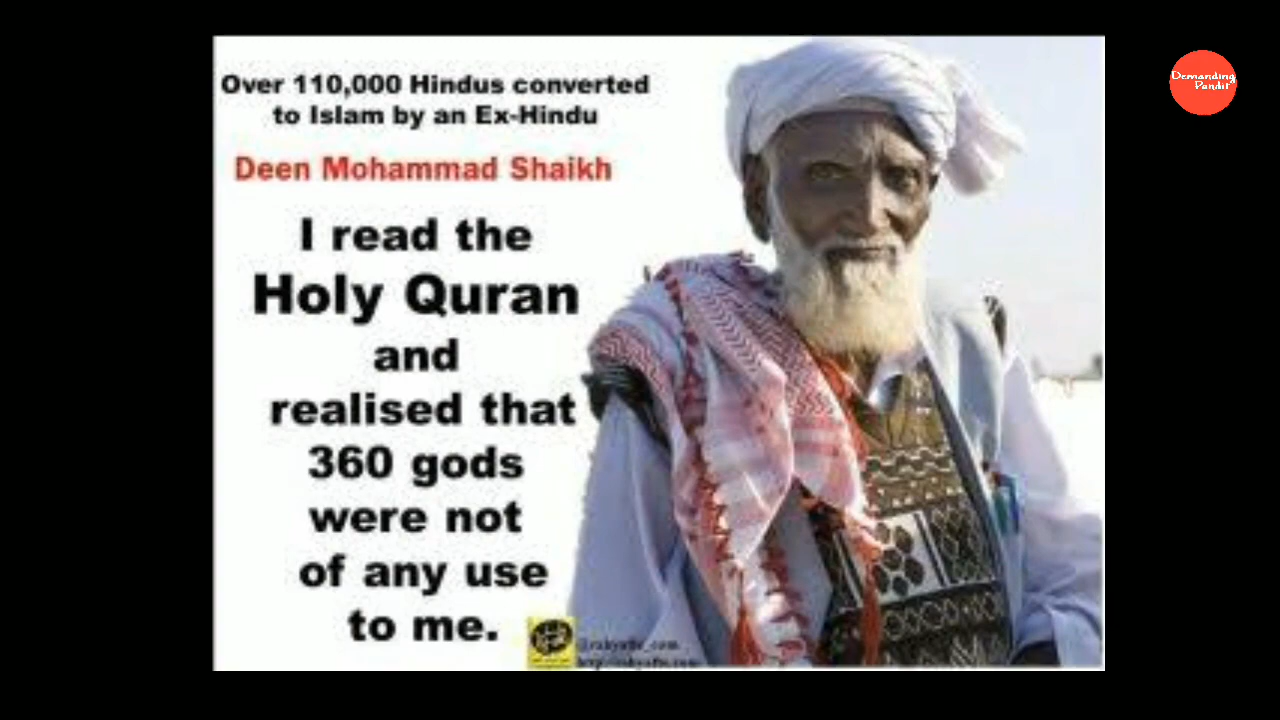 Over 110,000 Hindus converted
to Islam by an Ex-Hindu
Deen Mohammad Shaikh
I read the
Holy Quran
and
realised that
360 gods
were not
of any use
to me.
Demanding
Pandit